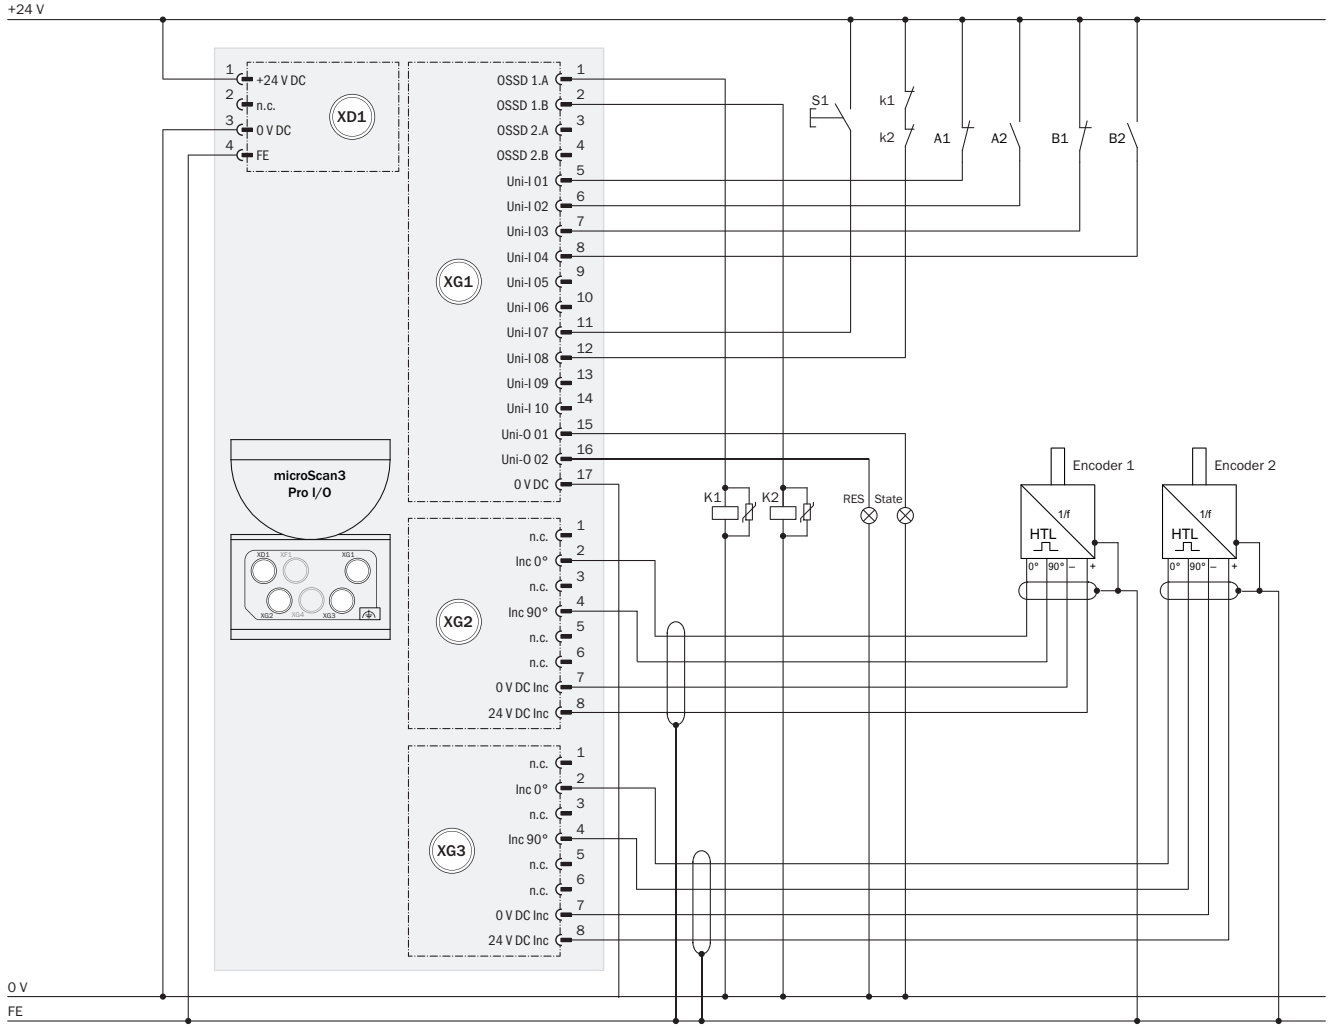 +24 V
1
+24 V DC
2
n.c.
3
0 V DC
4
FE
XD1
OSSD 1.A
1
OSSD 1.B
2
OSSD 2.A
3
OSSD 2.B
4
Uni-I 01
5
Uni-I 02
6
Uni-I 03
7
Uni-I 04
8
Uni-I 05
9
Uni-I 06
10
Uni-I 07
11
Uni-I 08
12
Uni-I 09
13
Uni-I 10
14
Uni-O 01
15
Uni-O 02
16
0 V DC
17
XG1
S1
k1
k2
A1
A2
B1
B2
K1
K2
RES
State
microScan3
Pro I/O
XD1
XF1
XG1
XG2
XG4
XG3
n.c.
1
Inc 0°
2
n.c.
3
Inc 90°
4
n.c.
5
n.c.
6
0 V DC Inc
7
24 V DC Inc
8
XG2
Encoder 1
1/f
HTL
0°
90°
–
+
Encoder 2
1/f
HTL
0°
90°
–
+
n.c.
1
Inc 0°
2
n.c.
3
Inc 90°
4
n.c.
5
n.c.
6
0 V DC Inc
7
24 V DC Inc
8
XG3
0 V
FE